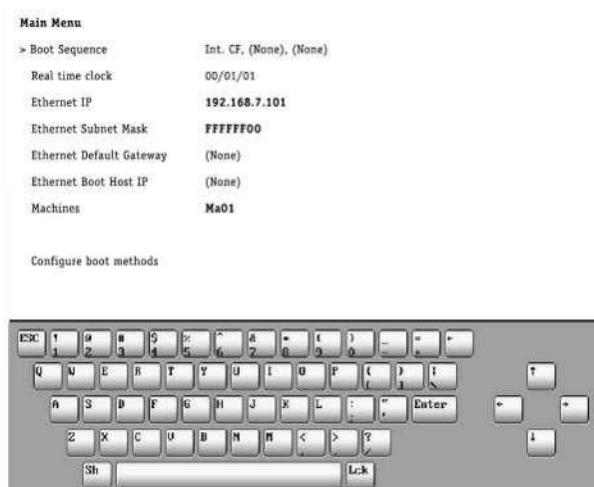 Main Menu
> Boot Sequence Int. CF, (None), (None)
Real time clock 00/01/01
Ethernet IP 192.168.7.101
Ethernet Subnet Mask FFFFFF00
Ethernet Default Gateway (None)
Ethernet Boot Host IP (None)
Machines Ma01
Configure boot methods
ESC ! 1 @ 2 # 3 $ 4 % 5 ^ 6 & 7 * 8 ( 9 ) 0 _ - + = ←
Q W E R T Y U I O P { [ } ] | \ ↑
A S D F G H J K L : ; " ' Enter ← →
Z X C V B N M < , > . ? / ↓
Sh Lck